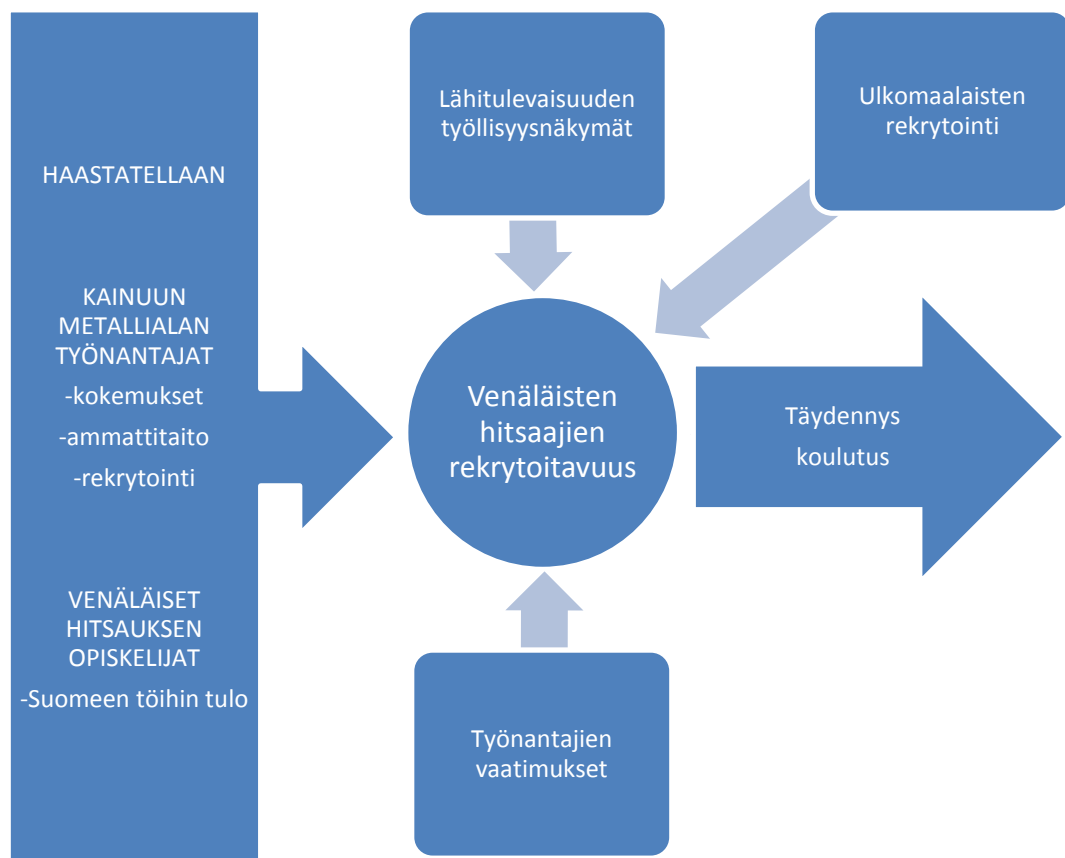 HAASTATELLAAN
KAINUUN
METALLIALAN
TYÖNANTAJAT
-kokemukset
-ammattitaito
-rekrytointi
VENÄLÄISET
HITSAUKSEN
OPISKELIJAT
-Suomeen töihin tulo
Lähitulevaisuuden
työllisyysnäkymät
Ulkomaalaisten
rekrytointi
Venäläisten
hitsaajien
rekrytoitavuus
Täydennys
koulutus
Työnantajien
vaatimukset